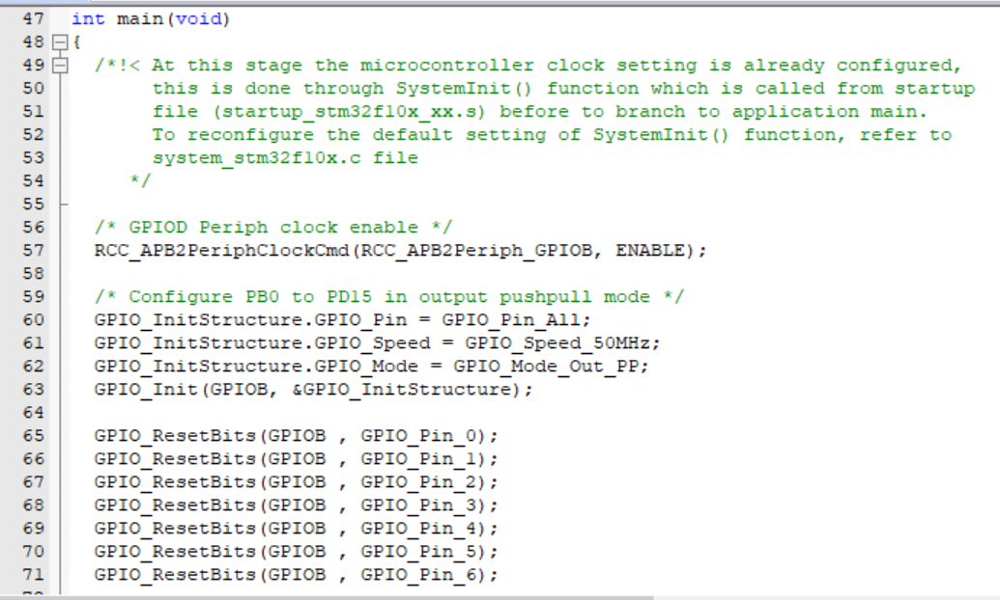 47 int main(void)
48 {
49 /*!< At this stage the microcontroller clock setting is already configured,
50 this is done through SystemInit() function which is called from startup
51 file (startup_stm32f10x_xx.s) before to branch to application main.
52 To reconfigure the default setting of SystemInit() function, refer to
53 system_stm32f10x.c file
54 */
55
56 /* GPIOD Periph clock enable */
57 RCC_APB2PeriphClockCmd(RCC_APB2Periph_GPIOB, ENABLE);
58
59 /* Configure PB0 to PD15 in output pushpull mode */
60 GPIO_InitStructure.GPIO_Pin = GPIO_Pin_All;
61 GPIO_InitStructure.GPIO_Speed = GPIO_Speed_50MHz;
62 GPIO_InitStructure.GPIO_Mode = GPIO_Mode_Out_PP;
63 GPIO_Init(GPIOB, &GPIO_InitStructure);
64
65 GPIO_ResetBits(GPIOB , GPIO_Pin_0);
66 GPIO_ResetBits(GPIOB , GPIO_Pin_1);
67 GPIO_ResetBits(GPIOB , GPIO_Pin_2);
68 GPIO_ResetBits(GPIOB , GPIO_Pin_3);
69 GPIO_ResetBits(GPIOB , GPIO_Pin_4);
70 GPIO_ResetBits(GPIOB , GPIO_Pin_5);
71 GPIO_ResetBits(GPIOB , GPIO_Pin_6);